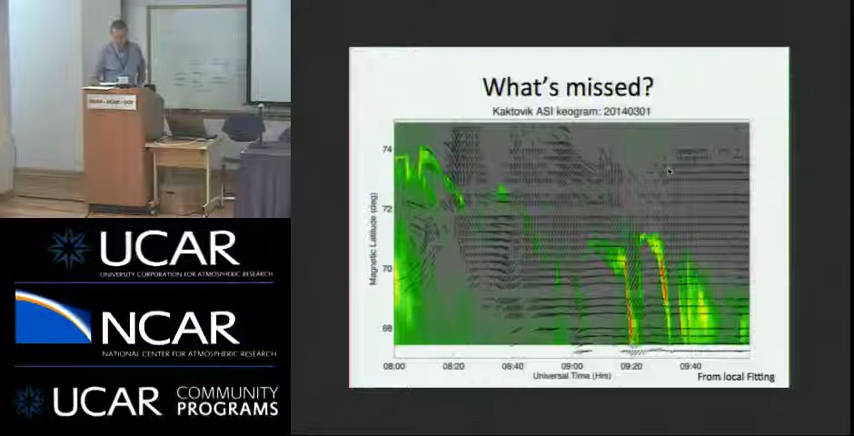 UCAR
UNIVERSITY CORPORATION FOR ATMOSPHERIC RESEARCH
NCAR
NATIONAL CENTER FOR ATMOSPHERIC RESEARCH
UCAR COMMUNITY PROGRAMS
What's missed?
Kaktovik ASI keogram: 20140301
Magnetic Latitude (deg)
74
72
70
68
08:00 08:20 08:40 09:00 09:20 09:40
Universal Time (Hrs)
From local Fitting